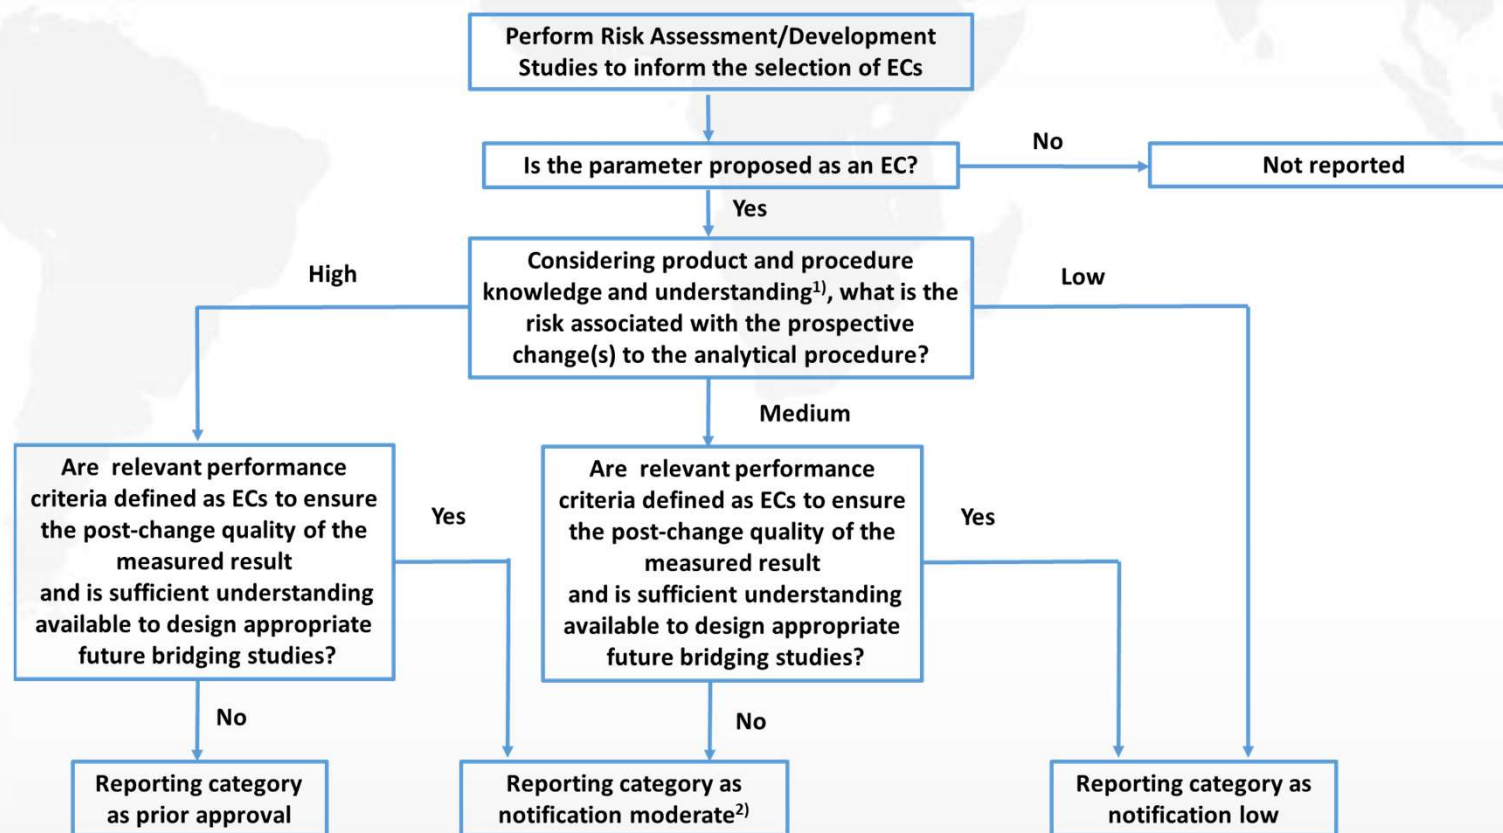 Perform Risk Assessment/Development
Studies to inform the selection of ECs
Is the parameter proposed as an EC?
No
Not reported
Yes
Considering product and procedure
knowledge and understanding¹⁾, what is the
risk associated with the prospective
change(s) to the analytical procedure?
High
Low
Medium
Are relevant performance
criteria defined as ECs to ensure
the post-change quality of the
measured result
and is sufficient understanding
available to design appropriate
future bridging studies?
Yes
Are relevant performance
criteria defined as ECs to ensure
the post-change quality of the
measured result
and is sufficient understanding
available to design appropriate
future bridging studies?
Yes
No
No
Reporting category
as prior approval
Reporting category as
notification moderate²⁾
Reporting category as
notification low